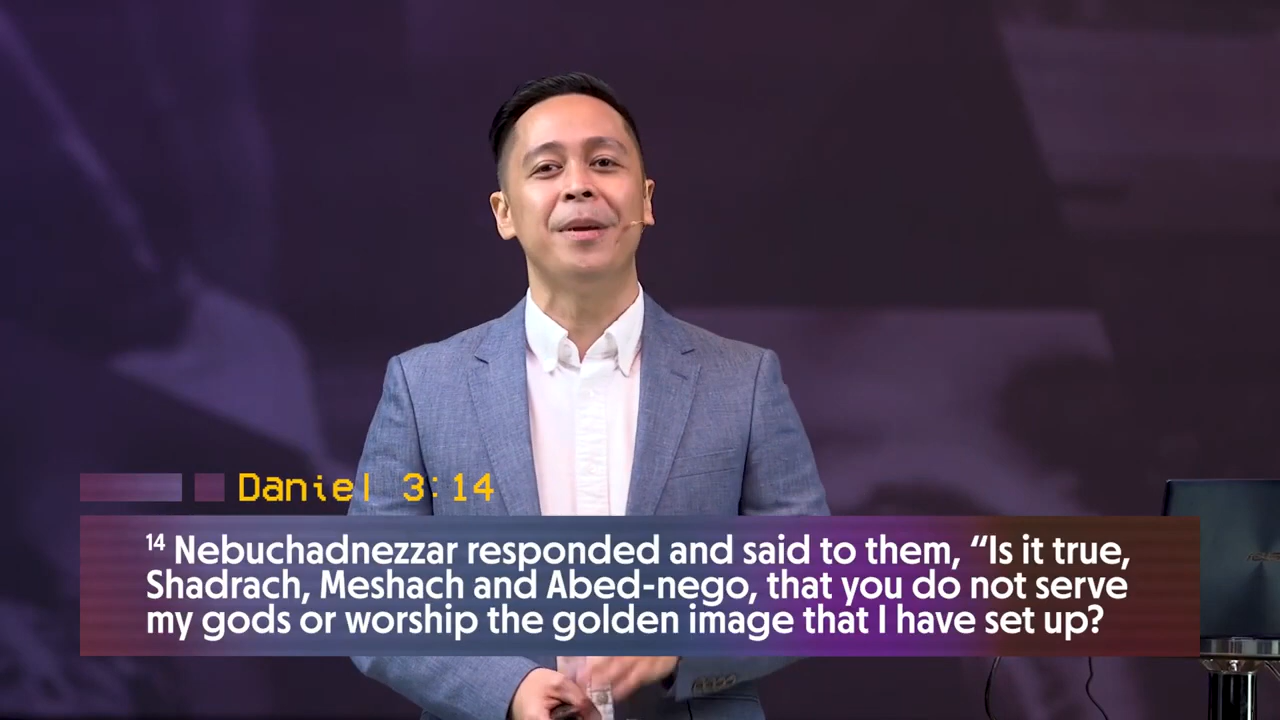 Daniel 3:14
14 Nebuchadnezzar responded and said to them, “Is it true,
Shadrach, Meshach and Abed-nego, that you do not serve
my gods or worship the golden image that I have set up?